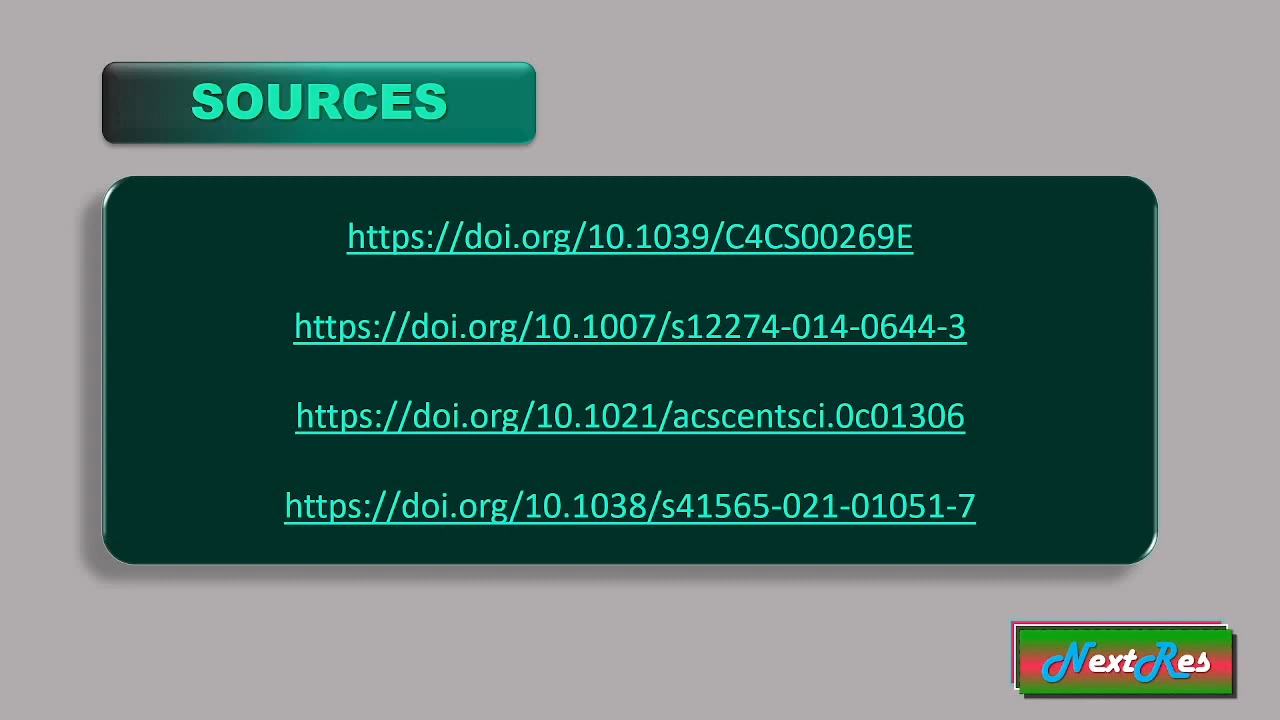 SOURCES
https://doi.org/10.1039/C4CS00269E
https://doi.org/10.1007/s12274-014-0644-3
https://doi.org/10.1021/acscentsci.0c01306
https://doi.org/10.1038/s41565-021-01051-7
NextRes